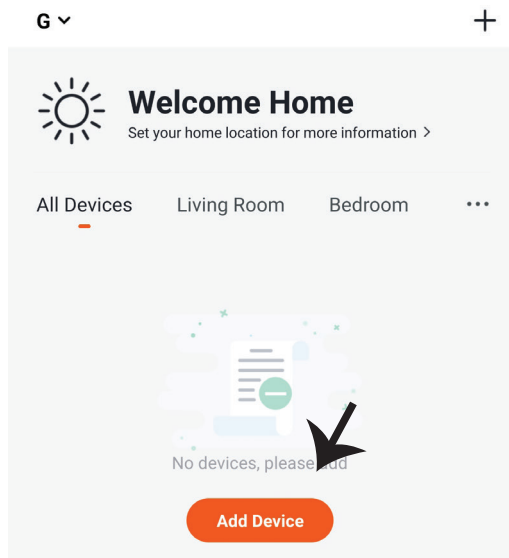 G
Welcome Home
Set your home location for more information >
All Devices Living Room Bedroom ...
No devices, please add
Add Device